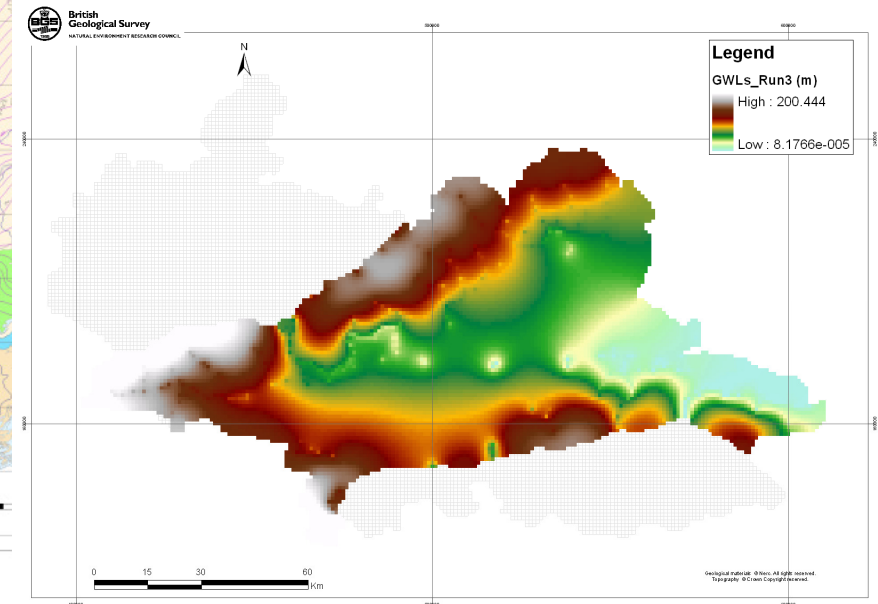 British
Geological Survey
NATURAL ENVIRONMENT RESEARCH COUNCIL
BGS
N
Legend
GWLs_Run3 (m)
High : 200.444
Low : 8.1766e-005
0 15 30 60
Km
Geological materials © Nerc. All rights reserved.
Topography © Crown Copyright reserved.